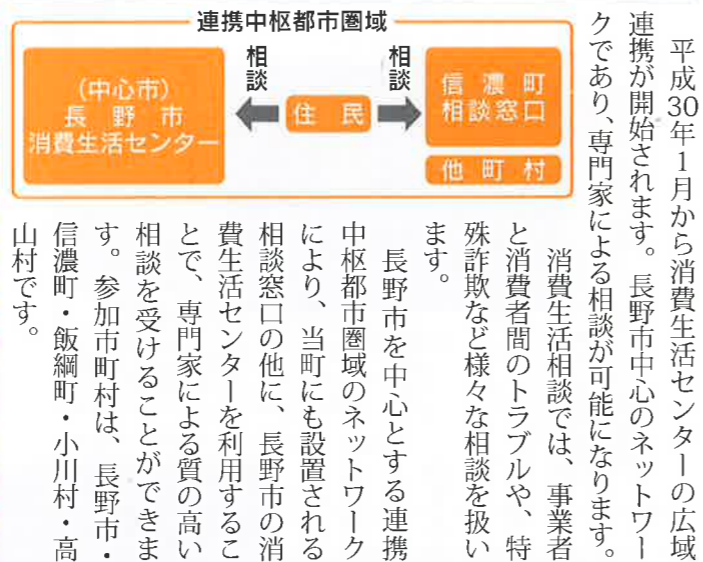 連携中枢都市圏域
相談
相談
(中心市)
長野市
消費生活センター
住民
信濃町
相談窓口
他町村
平成30年1月から消費生活センターの広域
連携が開始されます。長野市中心のネットワー
クであり、専門家による相談が可能になります。
消費生活相談では、事業者
と消費者間のトラブルや、特
殊詐欺など様々な相談を扱い
ます。
長野市を中心とする連携
中枢都市圏域のネットワーク
により、当町にも設置される
相談窓口の他に、長野市の消
費生活センターを利用するこ
とで、専門家による質の高い
相談を受けることができま
す。参加市町村は、長野市・
信濃町・飯綱町・小川村・高
山村です。